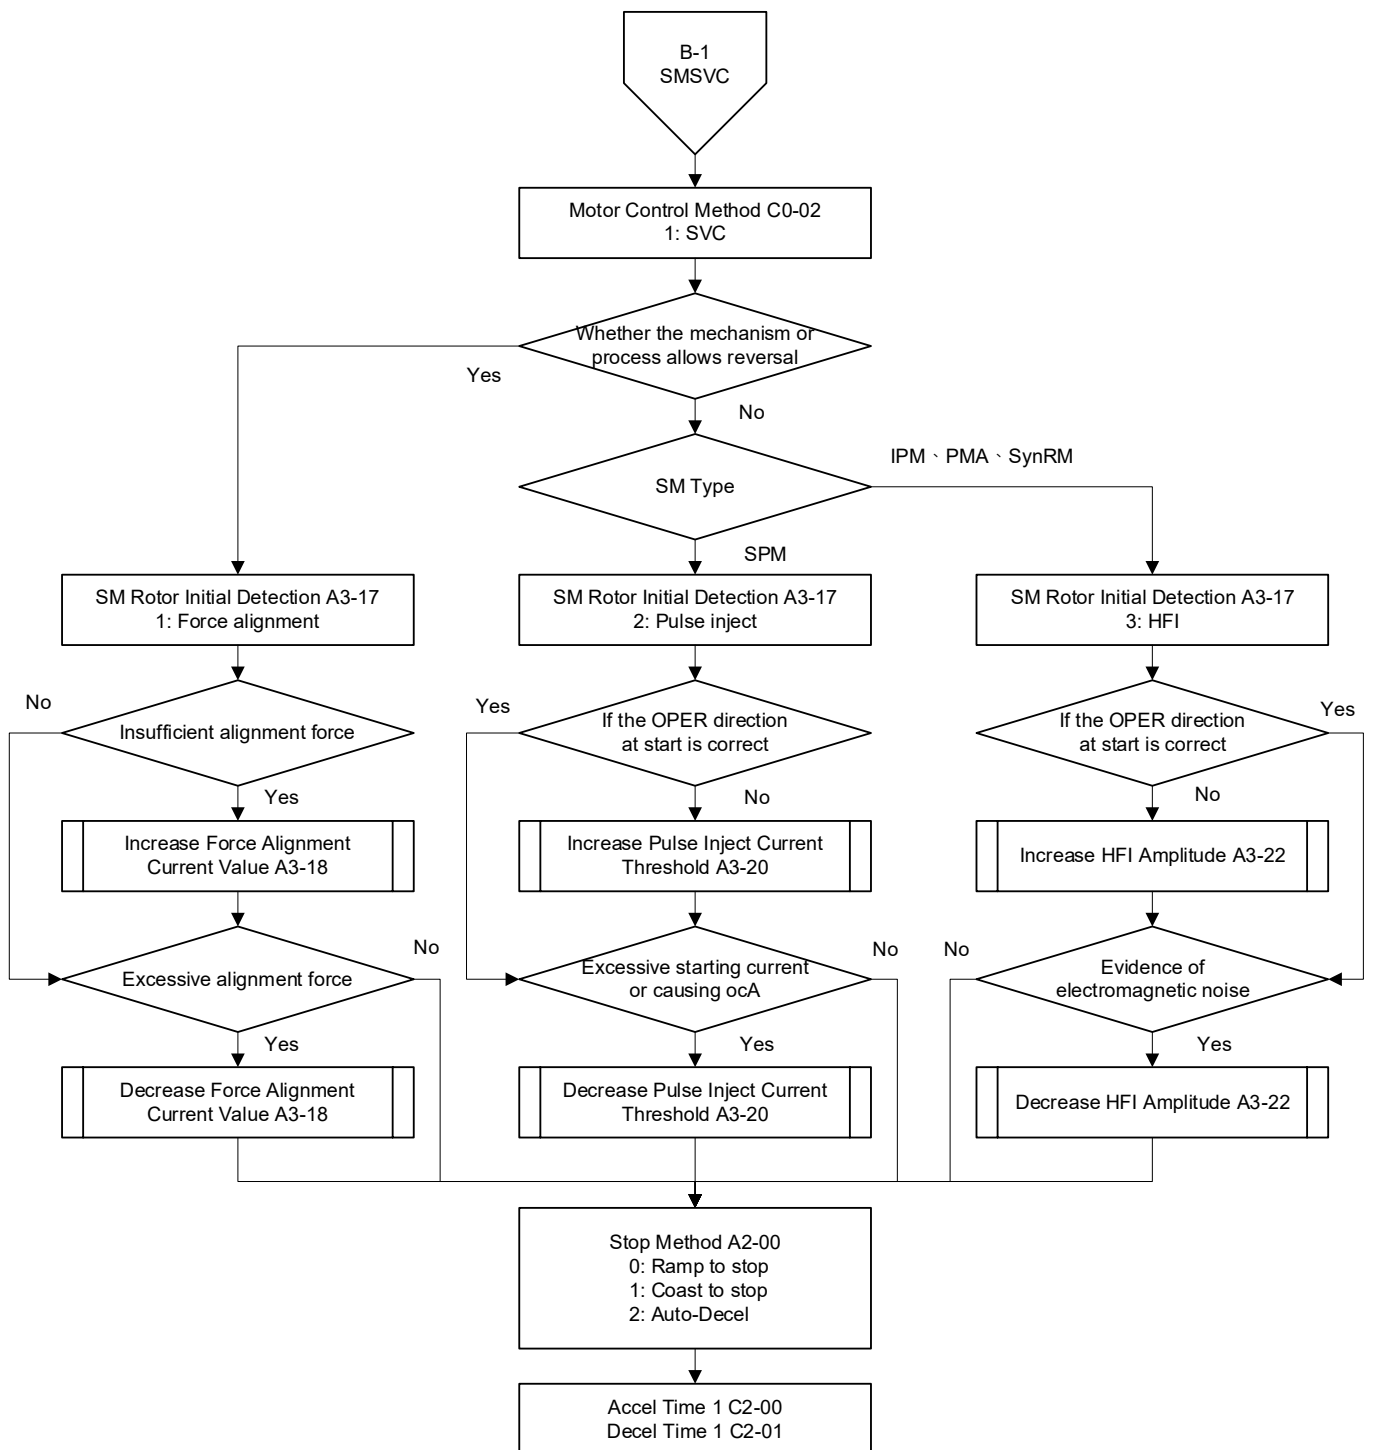 B-1
SMSVC
Motor Control Method C0-02
1: SVC
Whether the mechanism or
process allows reversal
Yes
No
IPM、PMA、SynRM
SM Type
SPM
SM Rotor Initial Detection A3-17
1: Force alignment
SM Rotor Initial Detection A3-17
2: Pulse inject
SM Rotor Initial Detection A3-17
3: HFI
No
Insufficient alignment force
Yes
Yes
If the OPER direction
at start is correct
No
If the OPER direction
at start is correct
Yes
No
Increase Force Alignment
Current Value A3-18
Increase Pulse Inject Current
Threshold A3-20
Increase HFI Amplitude A3-22
Excessive alignment force
No
Yes
Excessive starting current
or causing ocA
No
Yes
No
Evidence of
electromagnetic noise
Yes
Decrease Force Alignment
Current Value A3-18
Decrease Pulse Inject Current
Threshold A3-20
Decrease HFI Amplitude A3-22
Stop Method A2-00
0: Ramp to stop
1: Coast to stop
2: Auto-Decel
Accel Time 1 C2-00
Decel Time 1 C2-01